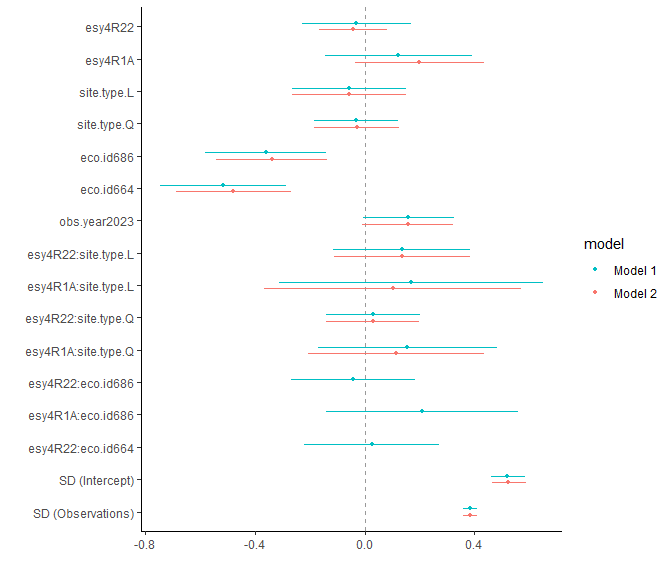 esy4R22
esy4R1A
site.type.L
site.type.Q
eco.id686
eco.id664
obs.year2023
esy4R22:site.type.L
esy4R1A:site.type.L
esy4R22:site.type.Q
esy4R1A:site.type.Q
esy4R22:eco.id686
esy4R1A:eco.id686
esy4R22:eco.id664
SD (Intercept)
SD (Observations)
-0.8 -0.4 0.0 0.4
model
Model 1
Model 2